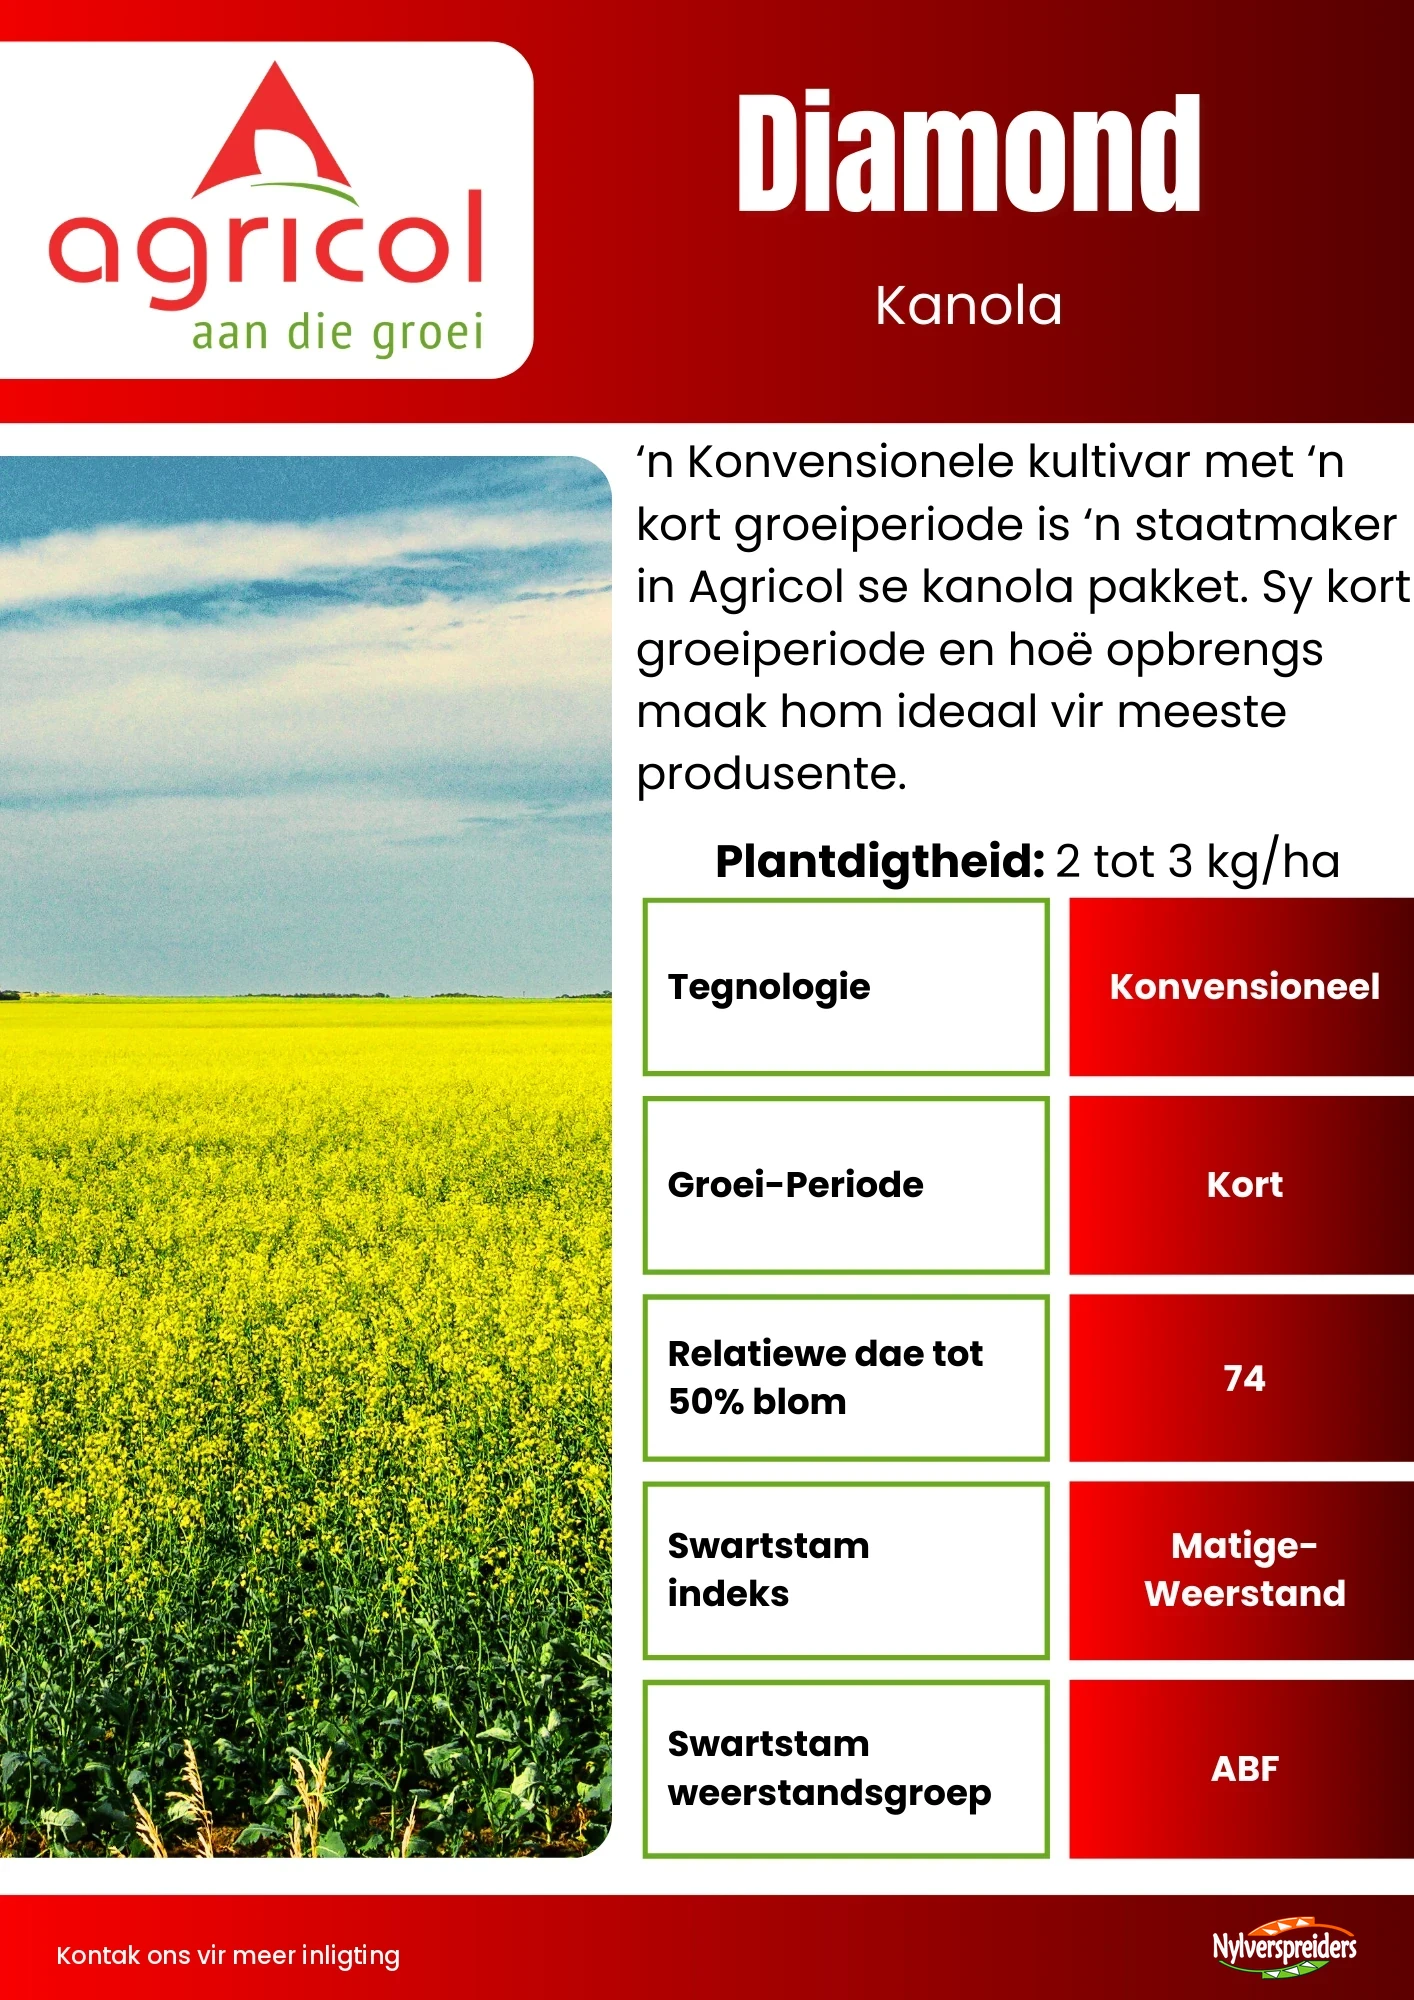 agricol
aan die groei
Diamond
Kanola
‘n Konvensionele kultivar met ‘n
kort groeiperiode is ‘n staatmaker
in Agricol se kanola pakket. Sy kort
groeiperiode en hoë opbrengs
maak hom ideaal vir meeste
produsente.
Plantdigtheid: 2 tot 3 kg/ha
Tegnologie
Konvensioneel
Groei-Periode
Kort
Relatiewe dae tot
50% blom
74
Swartstam
indeks
Matige-
Weerstand
Swartstam
weerstandsgroep
ABF
Kontak ons vir meer inligting
Nylverspreiders